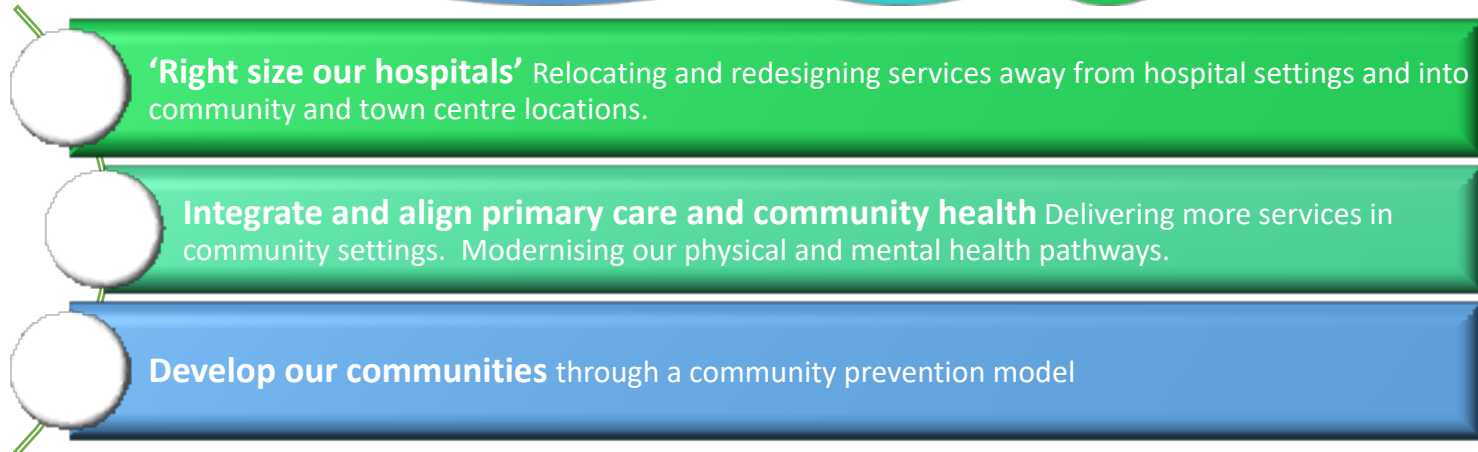 ‘Right size our hospitals’ Relocating and redesigning services away from hospital settings and into
community and town centre locations.
Integrate and align primary care and community health Delivering more services in
community settings.  Modernising our physical and mental health pathways.
Develop our communities through a community prevention model